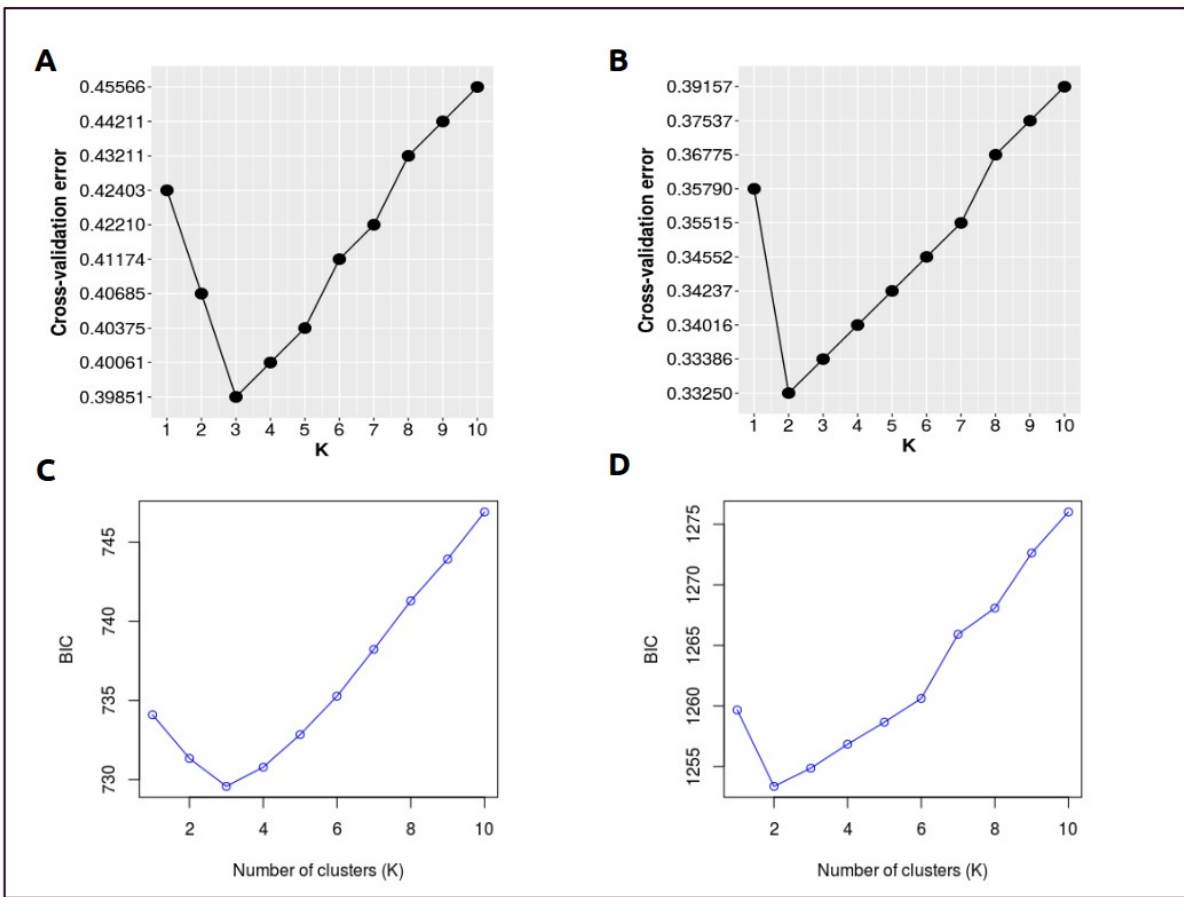 A
Cross-validation error
0.45566
0.44211
0.43211
0.42403
0.42210
0.41174
0.40685
0.40375
0.40061
0.39851
1 2 3 4 5 6 7 8 9 10
K
B
Cross-validation error
0.39157
0.37537
0.36775
0.35790
0.35515
0.34552
0.34237
0.34016
0.33386
0.33250
1 2 3 4 5 6 7 8 9 10
K
C
BIC
745
740
735
730
2 4 6 8 10
Number of clusters (K)
D
BIC
1275
1270
1265
1260
1255
2 4 6 8 10
Number of clusters (K)